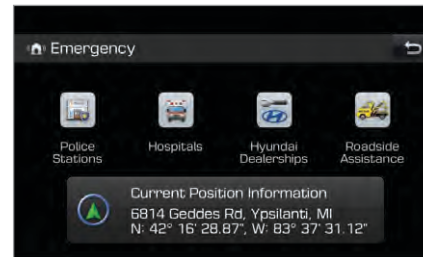 Emergency
Police
Stations
Hospitals
Hyundai
Dealerships
Roadside
Assistance
Current Position Information
6814 Geddes Rd, Ypsilanti, MI
N: 42° 16' 28.87", W: 83° 37' 31.12"